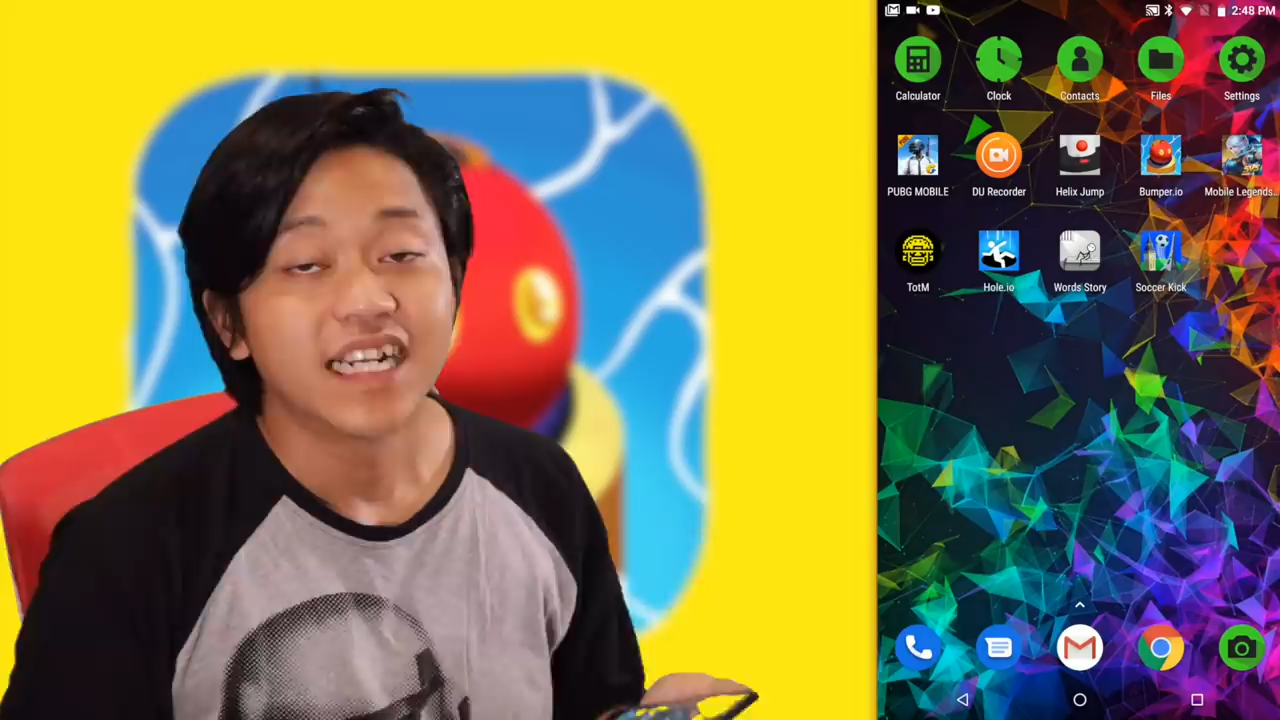 2:48 PM
Calculator
Clock
Contacts
Files
Settings
PUBG MOBILE
DU Recorder
Helix Jump
Bumper.io
Mobile Legends..
TotM
Hole.io
Words Story
Soccer Kick